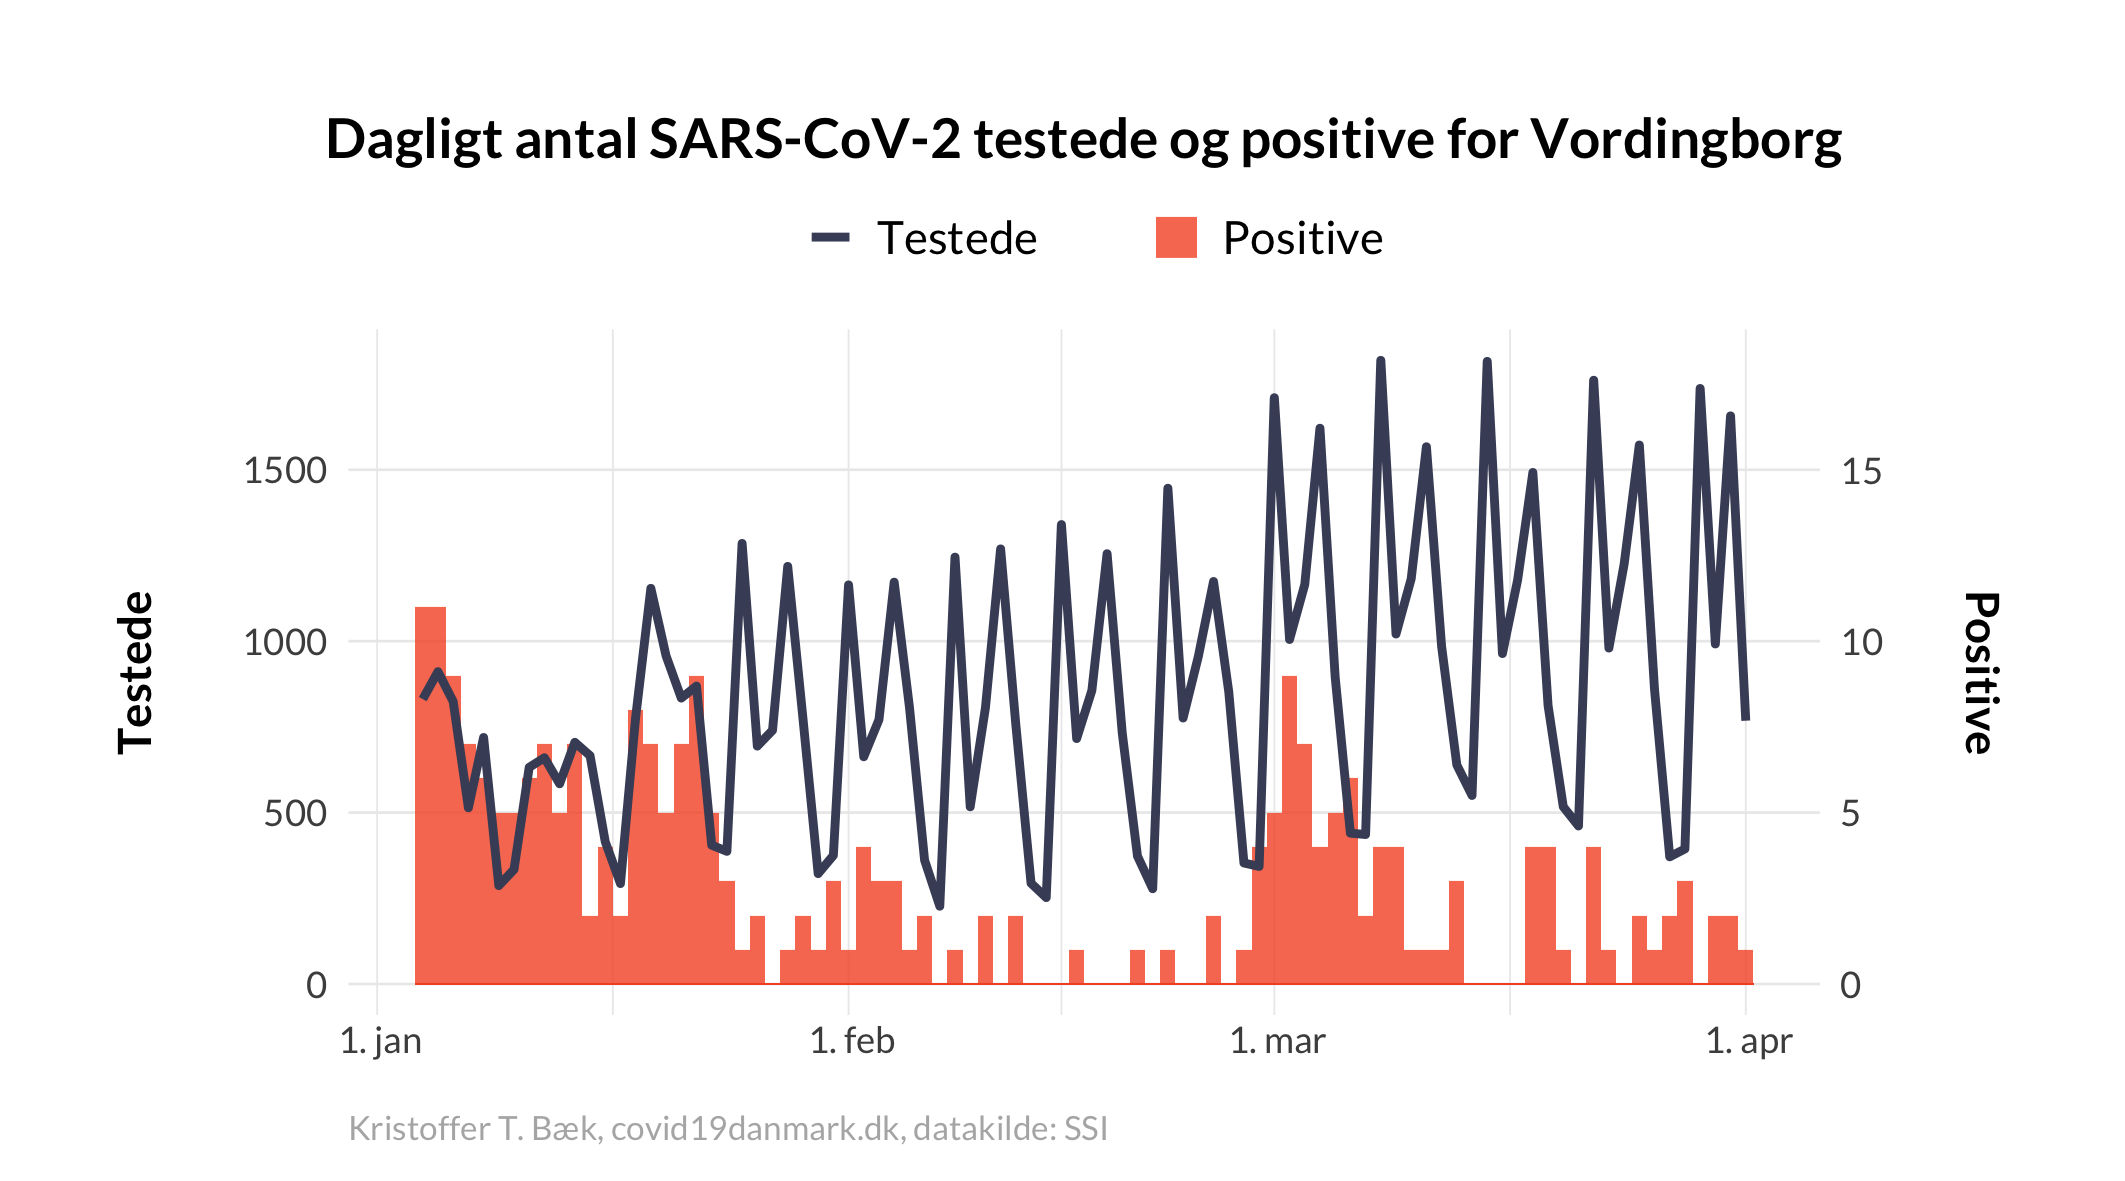 Dagligt antal SARS-CoV-2 testede og positive for Vordingborg
Testede
Positive
Testede
1500
1000
500
0
15
10
5
0
Positive
1. jan
1. feb
1. mar
1. apr
Kristoffer T. Bæk, covid19danmark.dk, datakilde: SSI